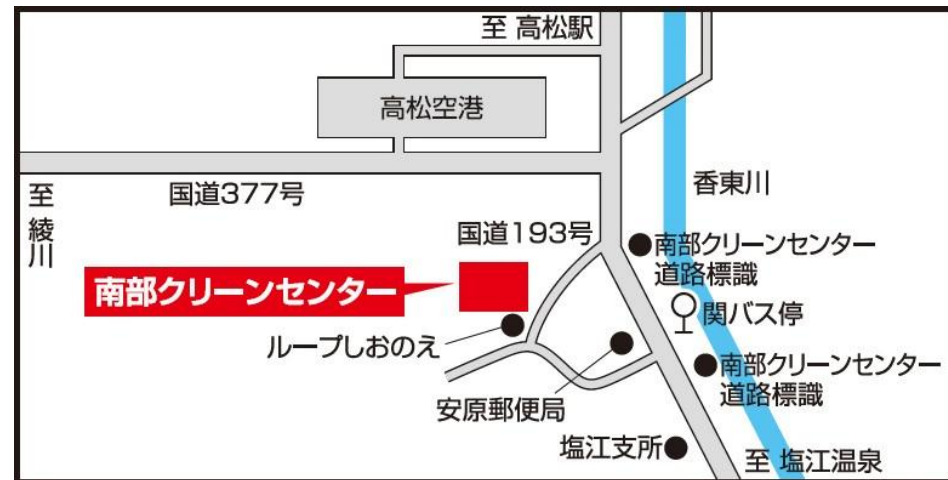 至 高松駅
高松空港
国道377号
至
綾川
香東川
国道193号
南部クリーンセンター
道路標識
南部クリーンセンター
関バス停
ループしおのえ
南部クリーンセンター
道路標識
安原郵便局
塩江支所
至 塩江温泉